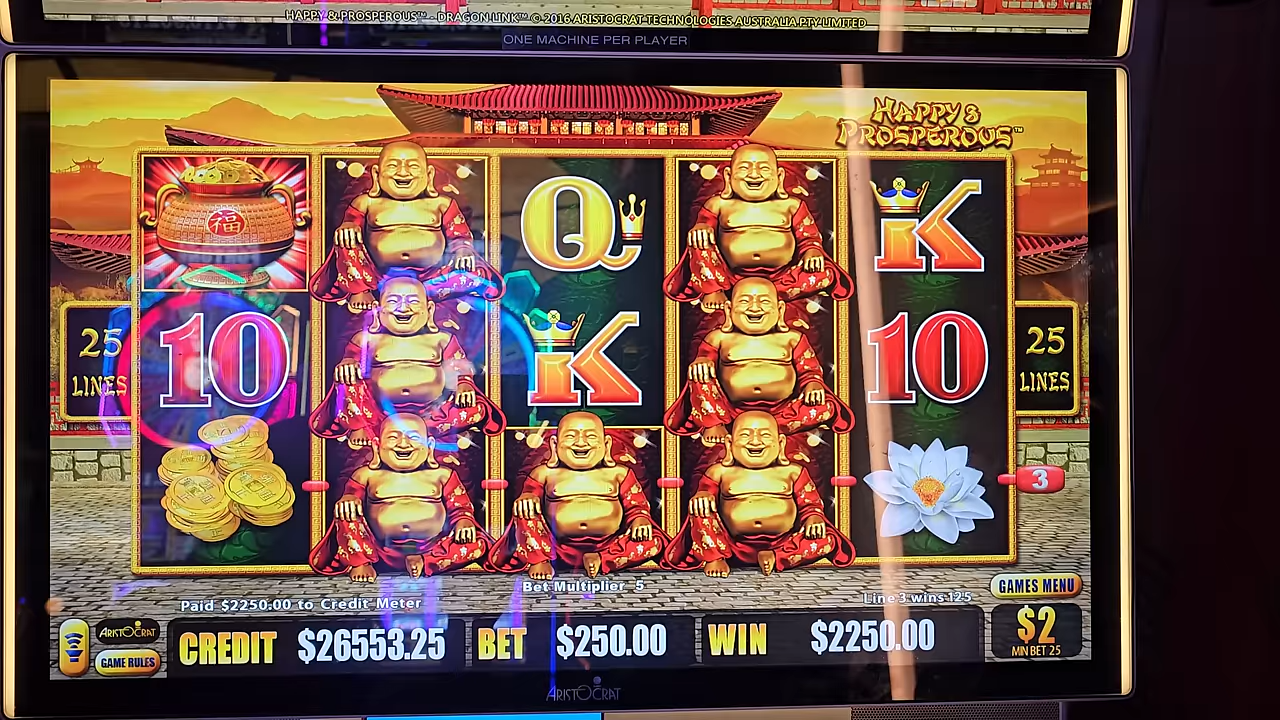 HAPPY & PROSPEROUS™ - DRAGON LINK™ © 2016 ARISTOCRAT TECHNOLOGIES AUSTRALIA PTY LIMITED
ONE MACHINE PER PLAYER
HAPPY &
PROSPEROUS™
福
Q
K
K
25
LINES
10
10
25
LINES
3
Bet Multiplier 5
GAMES MENU
Paid $2250.00 to Credit Meter
Line 3 wins 125
ARISTOCRAT
GAME RULES
CREDIT $26553.25 BET $250.00 WIN $2250.00
$2
MIN BET 25
ARISTOCRAT